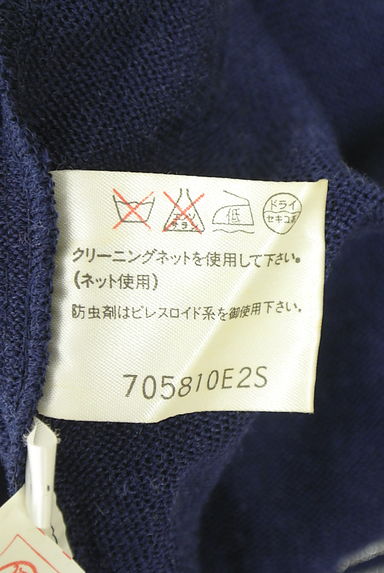 エンソ
サラシ
低
ドライ
セキユ系
クリーニングネットを使用して下さい。
(ネット使用)
防虫剤はピレスロイド系を御使用下さい。
705810E2S